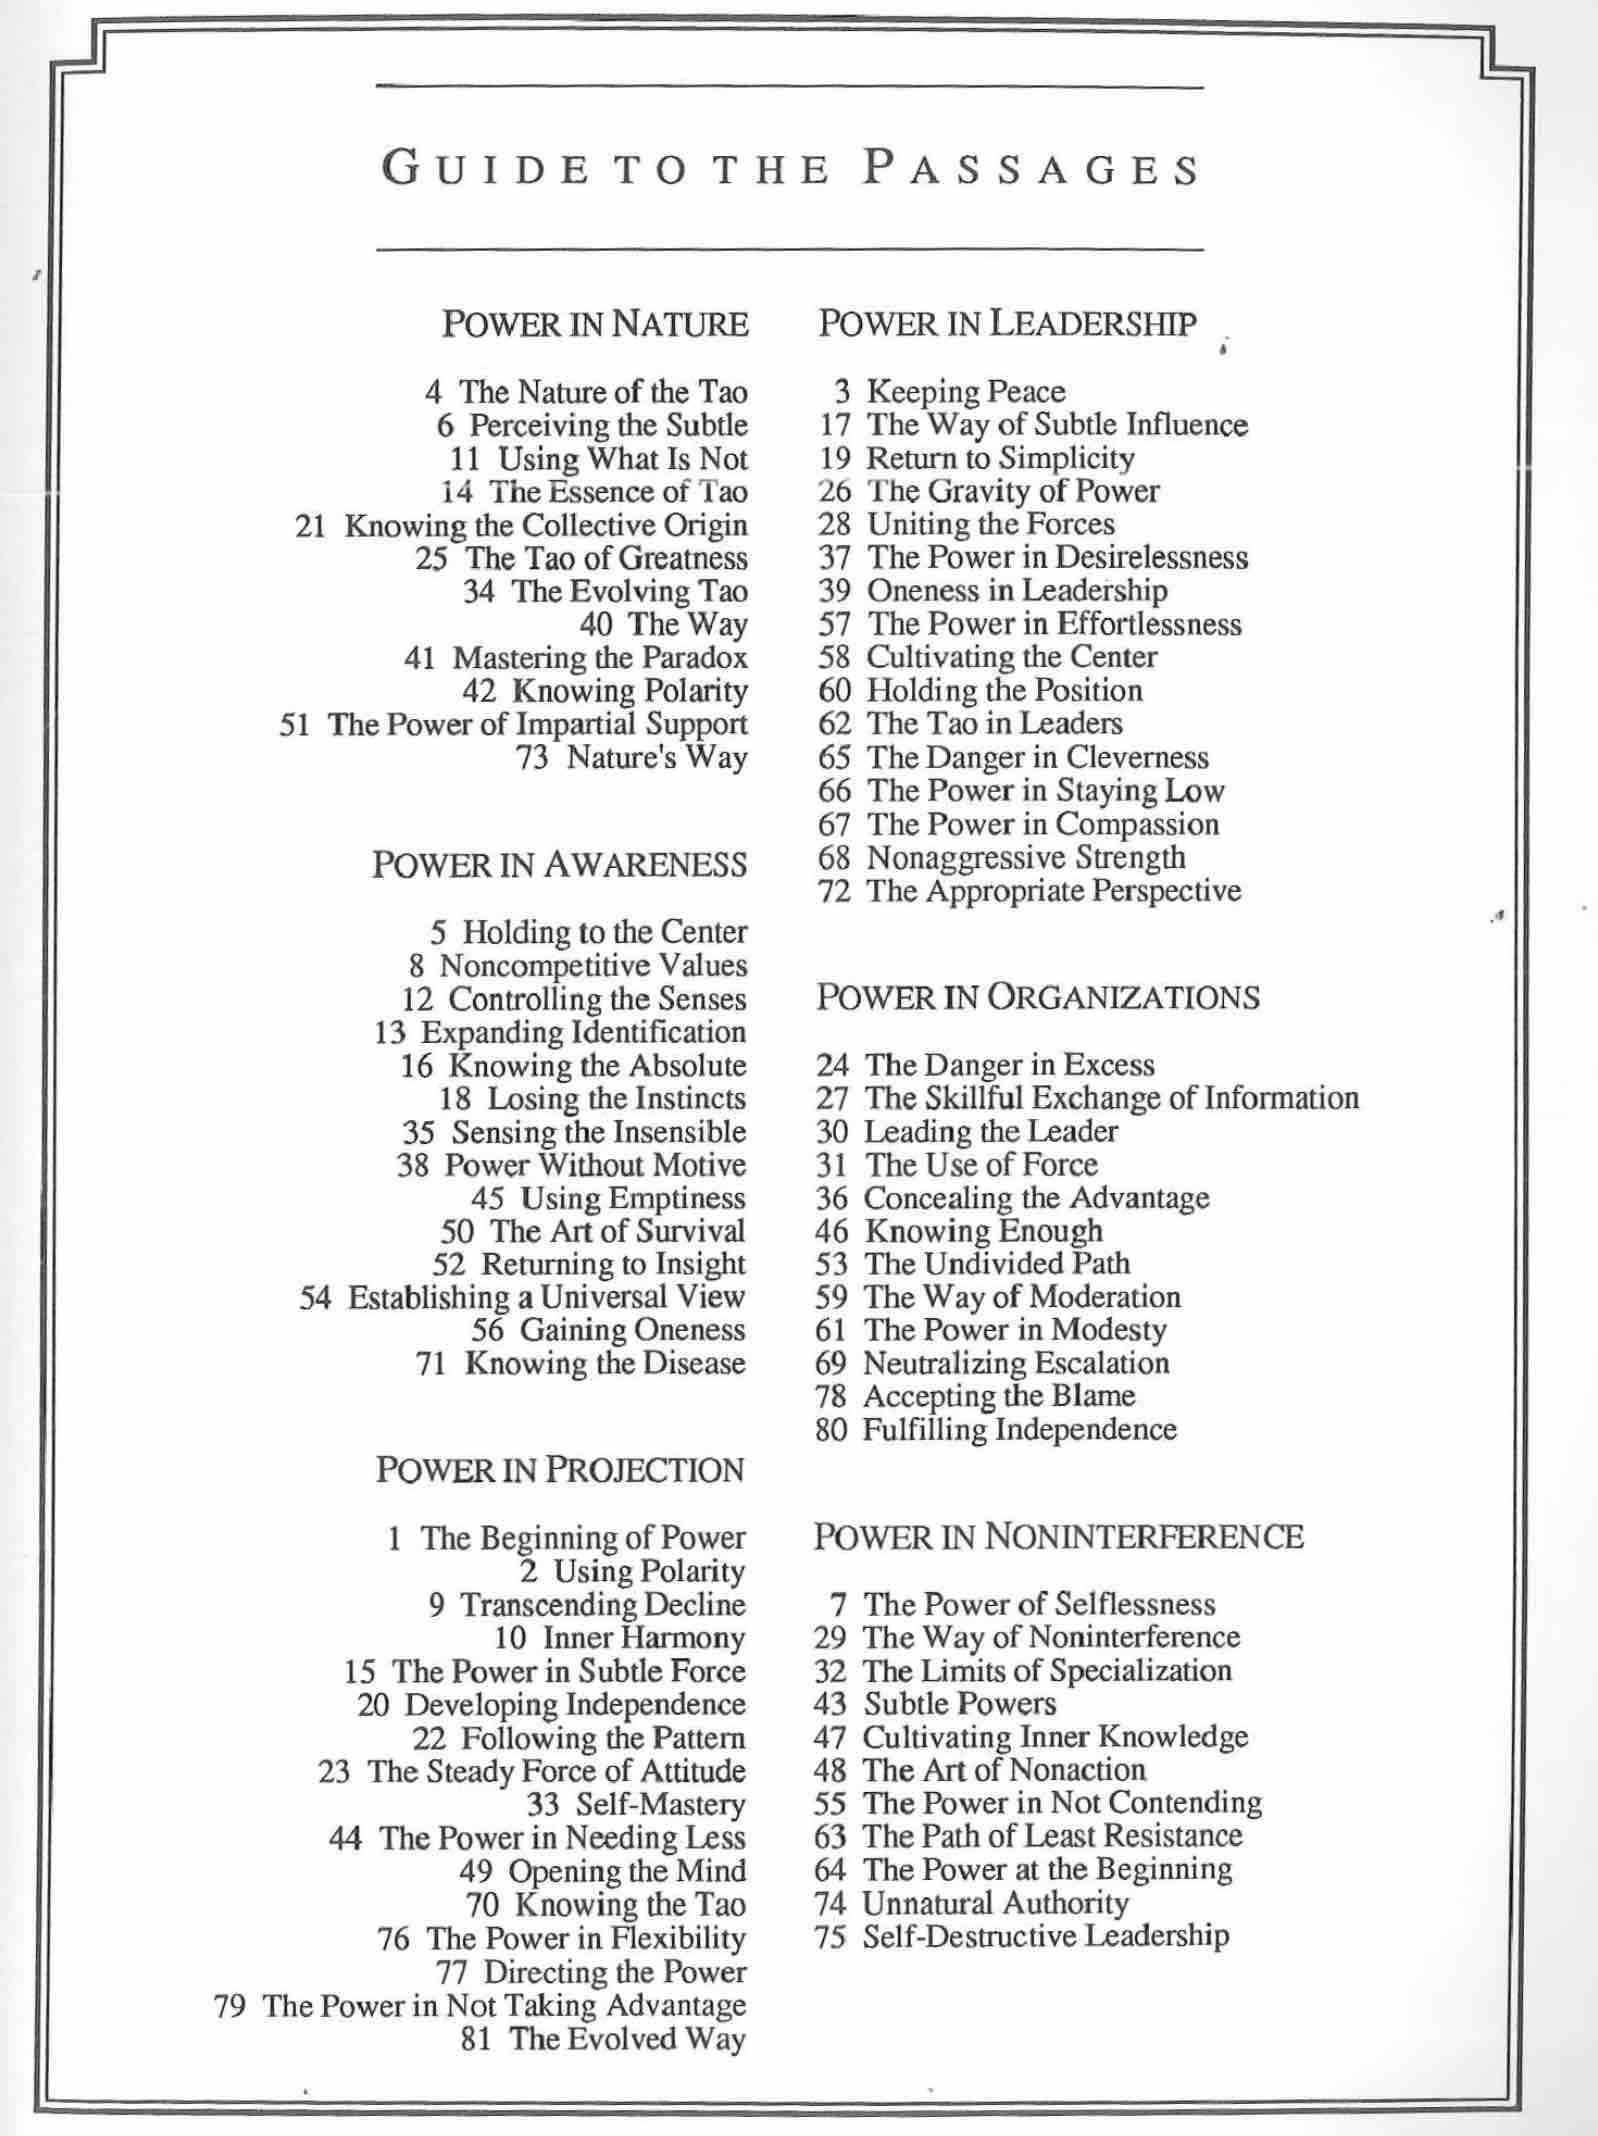 GUIDE TO THE PASSAGES
POWER IN NATURE
4 The Nature of the Tao
6 Perceiving the Subtle
11 Using What Is Not
14 The Essence of Tao
21 Knowing the Collective Origin
25 The Tao of Greatness
34 The Evolving Tao
40 The Way
41 Mastering the Paradox
42 Knowing Polarity
51 The Power of Impartial Support
73 Nature's Way
POWER IN AWARENESS
5 Holding to the Center
8 Noncompetitive Values
12 Controlling the Senses
13 Expanding Identification
16 Knowing the Absolute
18 Losing the Instincts
35 Sensing the Insensible
38 Power Without Motive
45 Using Emptiness
50 The Art of Survival
52 Returning to Insight
54 Establishing a Universal View
56 Gaining Oneness
71 Knowing the Disease
POWER IN PROJECTION
1 The Beginning of Power
2 Using Polarity
9 Transcending Decline
10 Inner Harmony
15 The Power in Subtle Force
20 Developing Independence
22 Following the Pattern
23 The Steady Force of Attitude
33 Self-Mastery
44 The Power in Needing Less
49 Opening the Mind
70 Knowing the Tao
76 The Power in Flexibility
77 Directing the Power
79 The Power in Not Taking Advantage
81 The Evolved Way
POWER IN LEADERSHIP
3 Keeping Peace
17 The Way of Subtle Influence
19 Return to Simplicity
26 The Gravity of Power
28 Uniting the Forces
37 The Power in Desirelessness
39 Oneness in Leadership
57 The Power in Effortlessness
58 Cultivating the Center
60 Holding the Position
62 The Tao in Leaders
65 The Danger in Cleverness
66 The Power in Staying Low
67 The Power in Compassion
68 Nonaggressive Strength
72 The Appropriate Perspective
POWER IN ORGANIZATIONS
24 The Danger in Excess
27 The Skillful Exchange of Information
30 Leading the Leader
31 The Use of Force
36 Concealing the Advantage
46 Knowing Enough
53 The Undivided Path
59 The Way of Moderation
61 The Power in Modesty
69 Neutralizing Escalation
78 Accepting the Blame
80 Fulfilling Independence
POWER IN NONINTERFERENCE
7 The Power of Selflessness
29 The Way of Noninterference
32 The Limits of Specialization
43 Subtle Powers
47 Cultivating Inner Knowledge
48 The Art of Nonaction
55 The Power in Not Contending
63 The Path of Least Resistance
64 The Power at the Beginning
74 Unnatural Authority
75 Self-Destructive Leadership